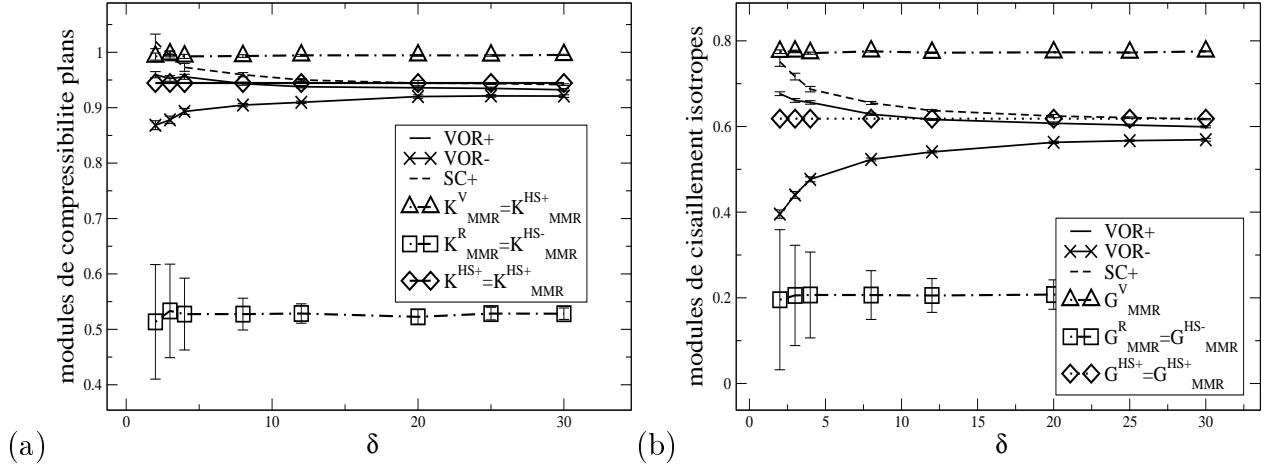 modules de compressibilite plans
1
0.9
0.8
0.7
0.6
0.5
0.4
0
10
20
30
δ
VOR+
VOR-
SC+
K^V_MMR=K^HS+_MMR
K^R_MMR=K^HS-_MMR
K^HS+=K^HS+_MMR
(a)
modules de cisaillement isotropes
0.8
0.6
0.4
0.2
0
0
5
10
15
20
25
30
δ
VOR+
VOR-
SC+
G^V_MMR
G^R_MMR=G^HS-_MMR
G^HS+=G^HS+_MMR
(b)